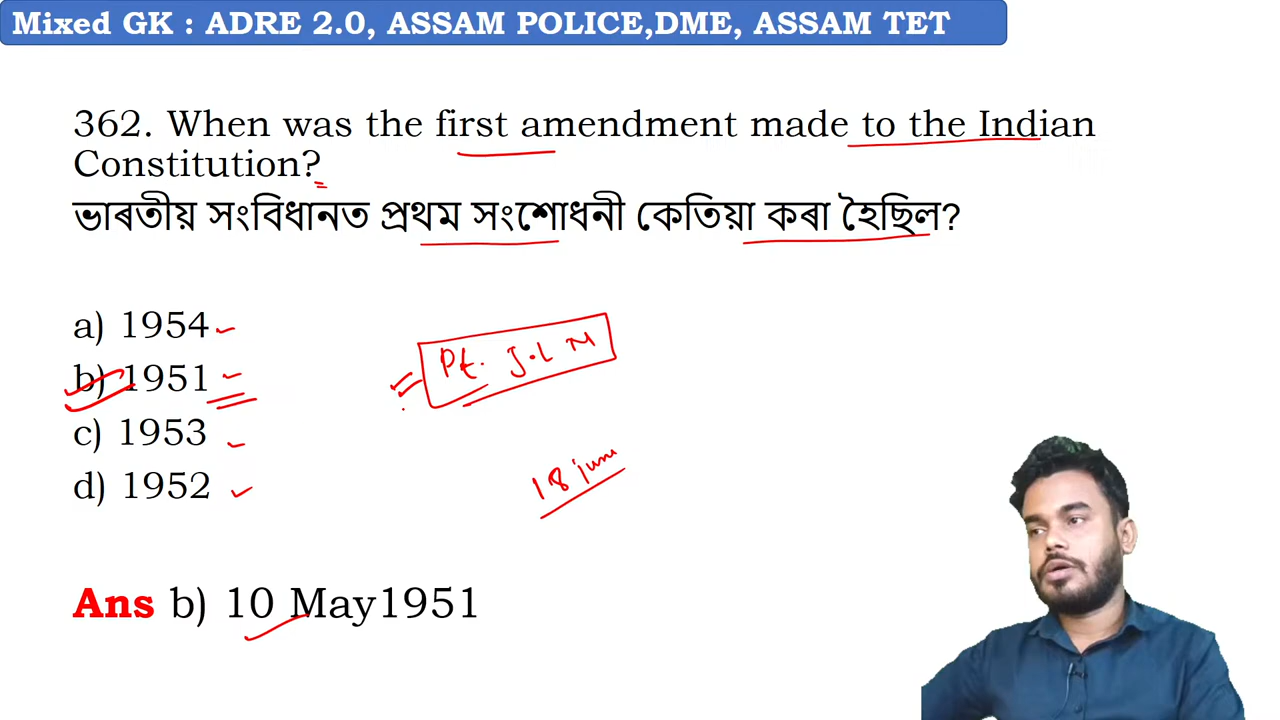 Mixed GK : ADRE 2.0, ASSAM POLICE,DME, ASSAM TET
362. When was the first amendment made to the Indian
Constitution?
ভাৰতীয় সংবিধানত প্ৰথম সংশোধনী কেতিয়া কৰা হৈছিল?
a) 1954
b) 1951
Pt. J.L N
c) 1953
d) 1952
18 june
Ans b) 10 May1951